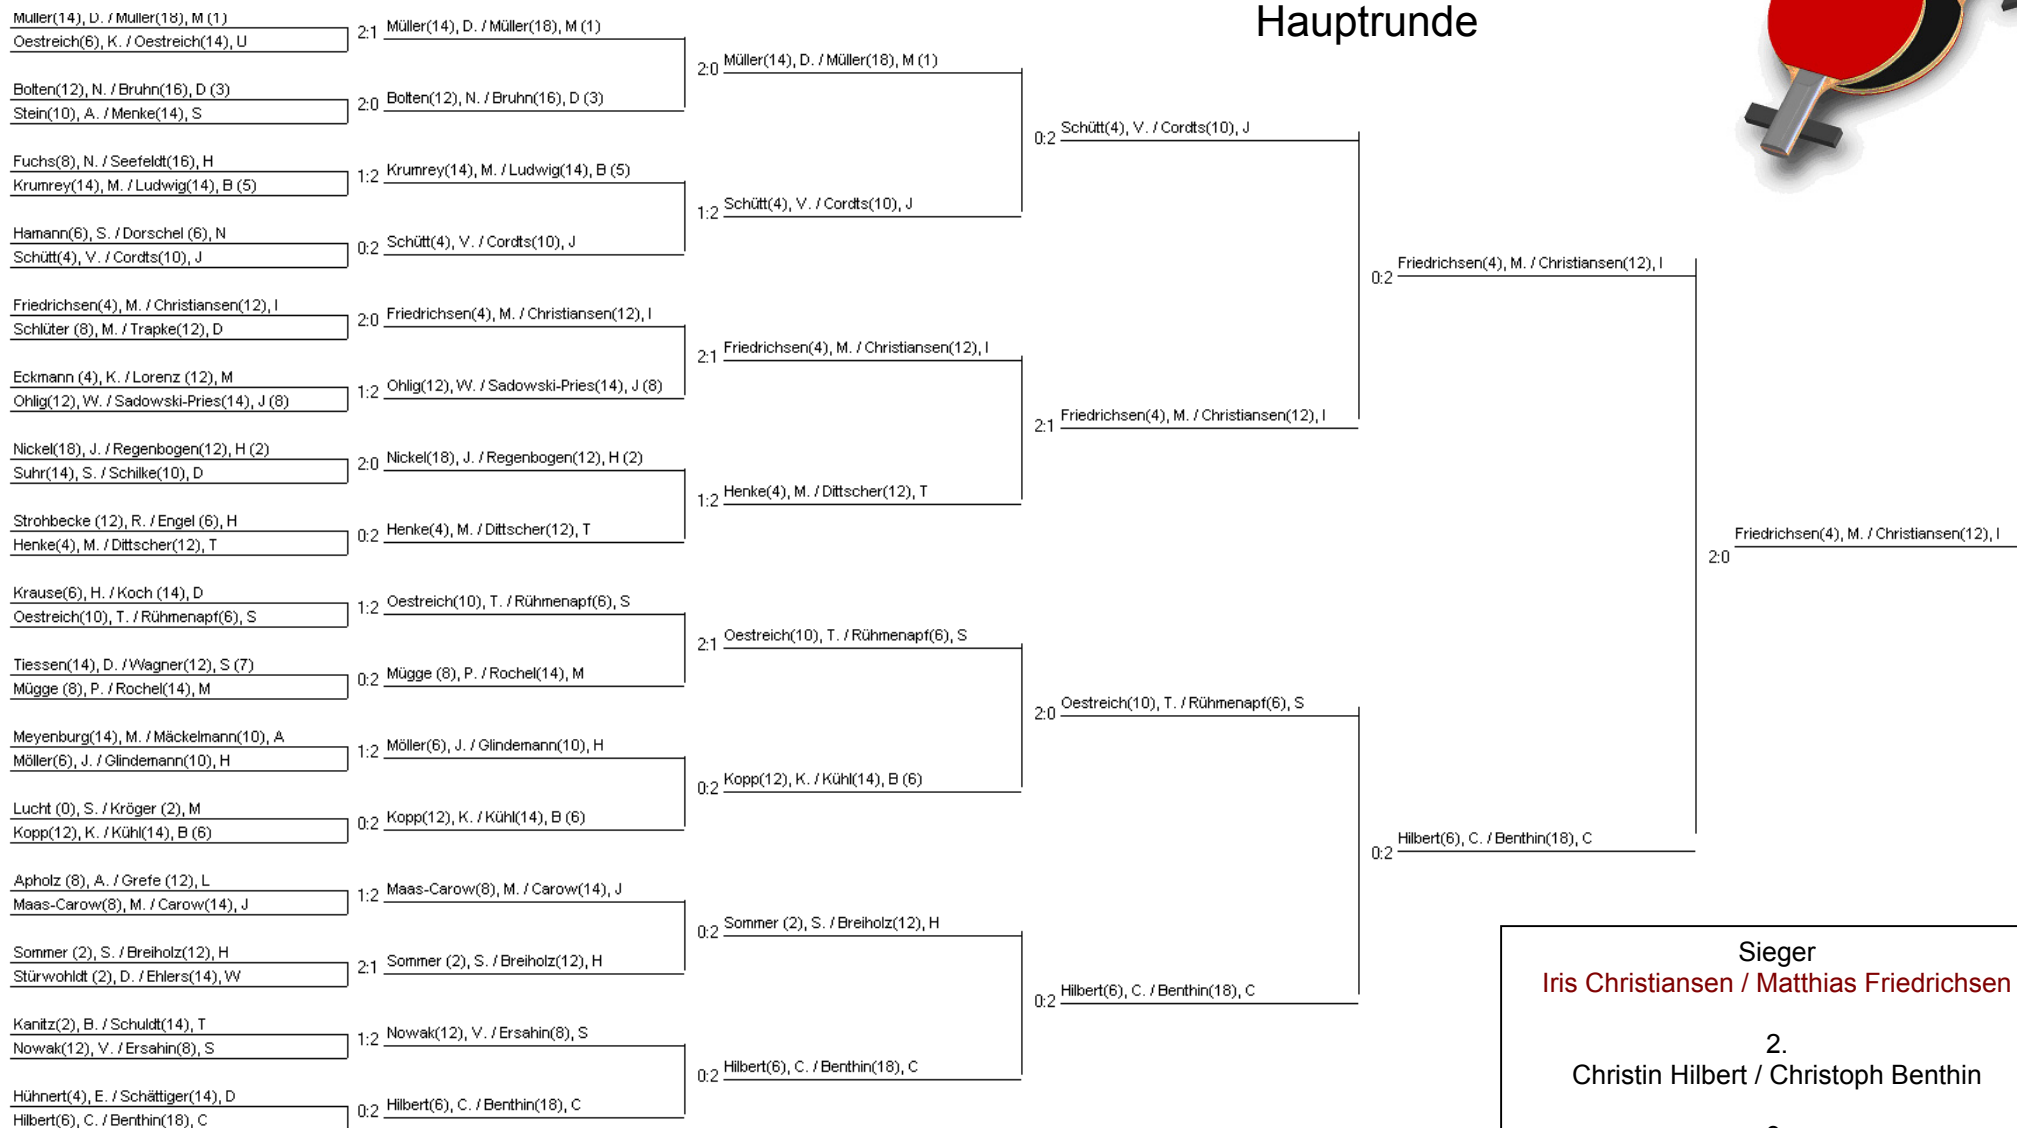 Hauptrunde
Müller(14), D. / Müller(18), M (1)
Oestreich(6), K. / Oestreich(14), U
Bolten(12), N. / Bruhn(16), D (3)
Stein(10), A. / Menke(14), S
Fuchs(8), N. / Seefeldt(16), H
Krumrey(14), M. / Ludwig(14), B (5)
Hamann(6), S. / Dorschel (6), N
Schütt(4), V. / Cordts(10), J
Friedrichsen(4), M. / Christiansen(12), I
Schlüter (8), M. / Trapke(12), D
Eckmann (4), K. / Lorenz (12), M
Ohlig(12), W. / Sadowski-Pries(14), J (8)
Nickel(18), J. / Regenbogen(12), H (2)
Suhr(14), S. / Schilke(10), D
Strohbecke (12), R. / Engel (6), H
Henke(4), M. / Dittscher(12), T
Krause(6), H. / Koch (14), D
Oestreich(10), T. / Rühmenapf(6), S
Tiessen(14), D. / Wagner(12), S (7)
Mügge (8), P. / Rochel(14), M
Meyenburg(14), M. / Mäckelmann(10), A
Möller(6), J. / Glindemann(10), H
Lucht (0), S. / Kröger (2), M
Kopp(12), K. / Kühl(14), B (6)
Apholz (8), A. / Grefe (12), L
Maas-Carow(8), M. / Carow(14), J
Sommer (2), S. / Breiholz(12), H
Stürwohldt (2), D. / Ehlers(14), W
Kanitz(2), B. / Schuldt(14), T
Nowak(12), V. / Ersahin(8), S
Hühnert(4), E. / Schättiger(14), D
Hilbert(6), C. / Benthin(18), C
2:1 Müller(14), D. / Müller(18), M (1)
2:0 Bolten(12), N. / Bruhn(16), D (3)
1:2 Krumrey(14), M. / Ludwig(14), B (5)
0:2 Schütt(4), V. / Cordts(10), J
2:0 Friedrichsen(4), M. / Christiansen(12), I
1:2 Ohlig(12), W. / Sadowski-Pries(14), J (8)
2:0 Nickel(18), J. / Regenbogen(12), H (2)
0:2 Henke(4), M. / Dittscher(12), T
1:2 Oestreich(10), T. / Rühmenapf(6), S
0:2 Mügge (8), P. / Rochel(14), M
1:2 Möller(6), J. / Glindemann(10), H
0:2 Kopp(12), K. / Kühl(14), B (6)
1:2 Maas-Carow(8), M. / Carow(14), J
2:1 Sommer (2), S. / Breiholz(12), H
1:2 Nowak(12), V. / Ersahin(8), S
0:2 Hilbert(6), C. / Benthin(18), C
2:0 Müller(14), D. / Müller(18), M (1)
1:2 Schütt(4), V. / Cordts(10), J
2:1 Friedrichsen(4), M. / Christiansen(12), I
1:2 Henke(4), M. / Dittscher(12), T
2:1 Oestreich(10), T. / Rühmenapf(6), S
0:2 Kopp(12), K. / Kühl(14), B (6)
0:2 Sommer (2), S. / Breiholz(12), H
0:2 Hilbert(6), C. / Benthin(18), C
0:2 Schütt(4), V. / Cordts(10), J
2:1 Friedrichsen(4), M. / Christiansen(12), I
2:0 Oestreich(10), T. / Rühmenapf(6), S
0:2 Hilbert(6), C. / Benthin(18), C
0:2 Friedrichsen(4), M. / Christiansen(12), I
0:2 Hilbert(6), C. / Benthin(18), C
2:0 Friedrichsen(4), M. / Christiansen(12), I
Sieger
Iris Christiansen / Matthias Friedrichsen
2.
Christin Hilbert / Christoph Benthin